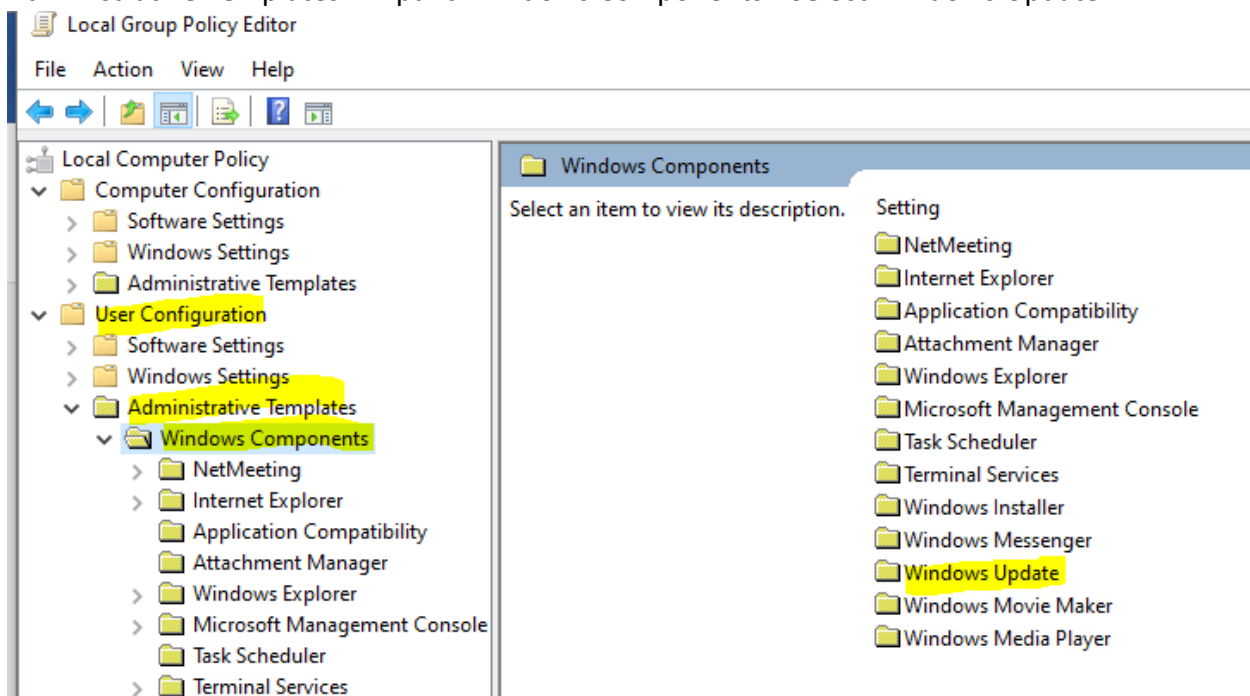 Local Group Policy Editor
File Action View Help
Local Computer Policy
Computer Configuration
Software Settings
Windows Settings
Administrative Templates
User Configuration
Software Settings
Windows Settings
Administrative Templates
Windows Components
NetMeeting
Internet Explorer
Application Compatibility
Attachment Manager
Windows Explorer
Microsoft Management Console
Task Scheduler
Terminal Services
Windows Components
Select an item to view its description.
Setting
NetMeeting
Internet Explorer
Application Compatibility
Attachment Manager
Windows Explorer
Microsoft Management Console
Task Scheduler
Terminal Services
Windows Installer
Windows Messenger
Windows Update
Windows Movie Maker
Windows Media Player